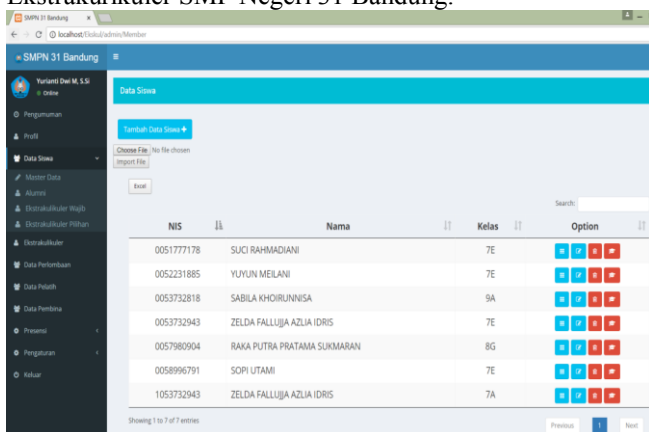 Ekstrakurikuler SMP Negeri 31 Bandung.
SMPN 31 Bandung
localhost/Ekskul/admin/Member
SMPN 31 Bandung
Yurianti Dwi M, S.Si
Online
Pengumuman
Profil
Data Siswa
Master Data
Alumni
Ekstrakulikuler Wajib
Ekstrakulikuler Pilihan
Ekstrakulikuler
Data Perlombaan
Data Pelatih
Data Pembina
Presensi
Pengaturan
Keluar
Data Siswa
Tambah Data Siswa
Choose File No file chosen
Import File
Excel
Search:
NIS Nama Kelas Option
0051777178 SUCI RAHMADIANI 7E
0052231885 YUYUN MEILANI 7E
0053732818 SABILA KHOIRUNNISA 9A
0053732943 ZELDA FALLUJJA AZLIA IDRIS 7E
0057980904 RAKA PUTRA PRATAMA SUKMARAN 8G
0058996791 SOPI UTAMI 7E
1053732943 ZELDA FALLUJJA AZLIA IDRIS 7A
Showing 1 to 7 of 7 entries
Previous 1 Next